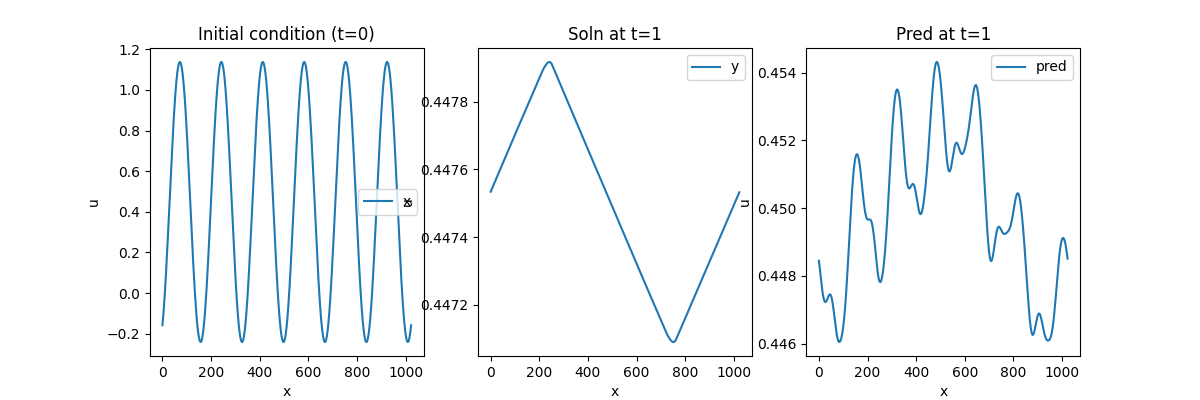 Initial condition (t=0)
1.2
1.0
0.8
0.6
0.4
0.2
0.0
−0.2
u
0 200 400 600 800 1000
x
Soln at t=1
y
0.4478
0.4476
0.4474
0.4472
0 200 400 600 800 1000
x
Pred at t=1
pred
0.454
0.452
0.450
0.448
0.446
u
0 200 400 600 800 1000
x